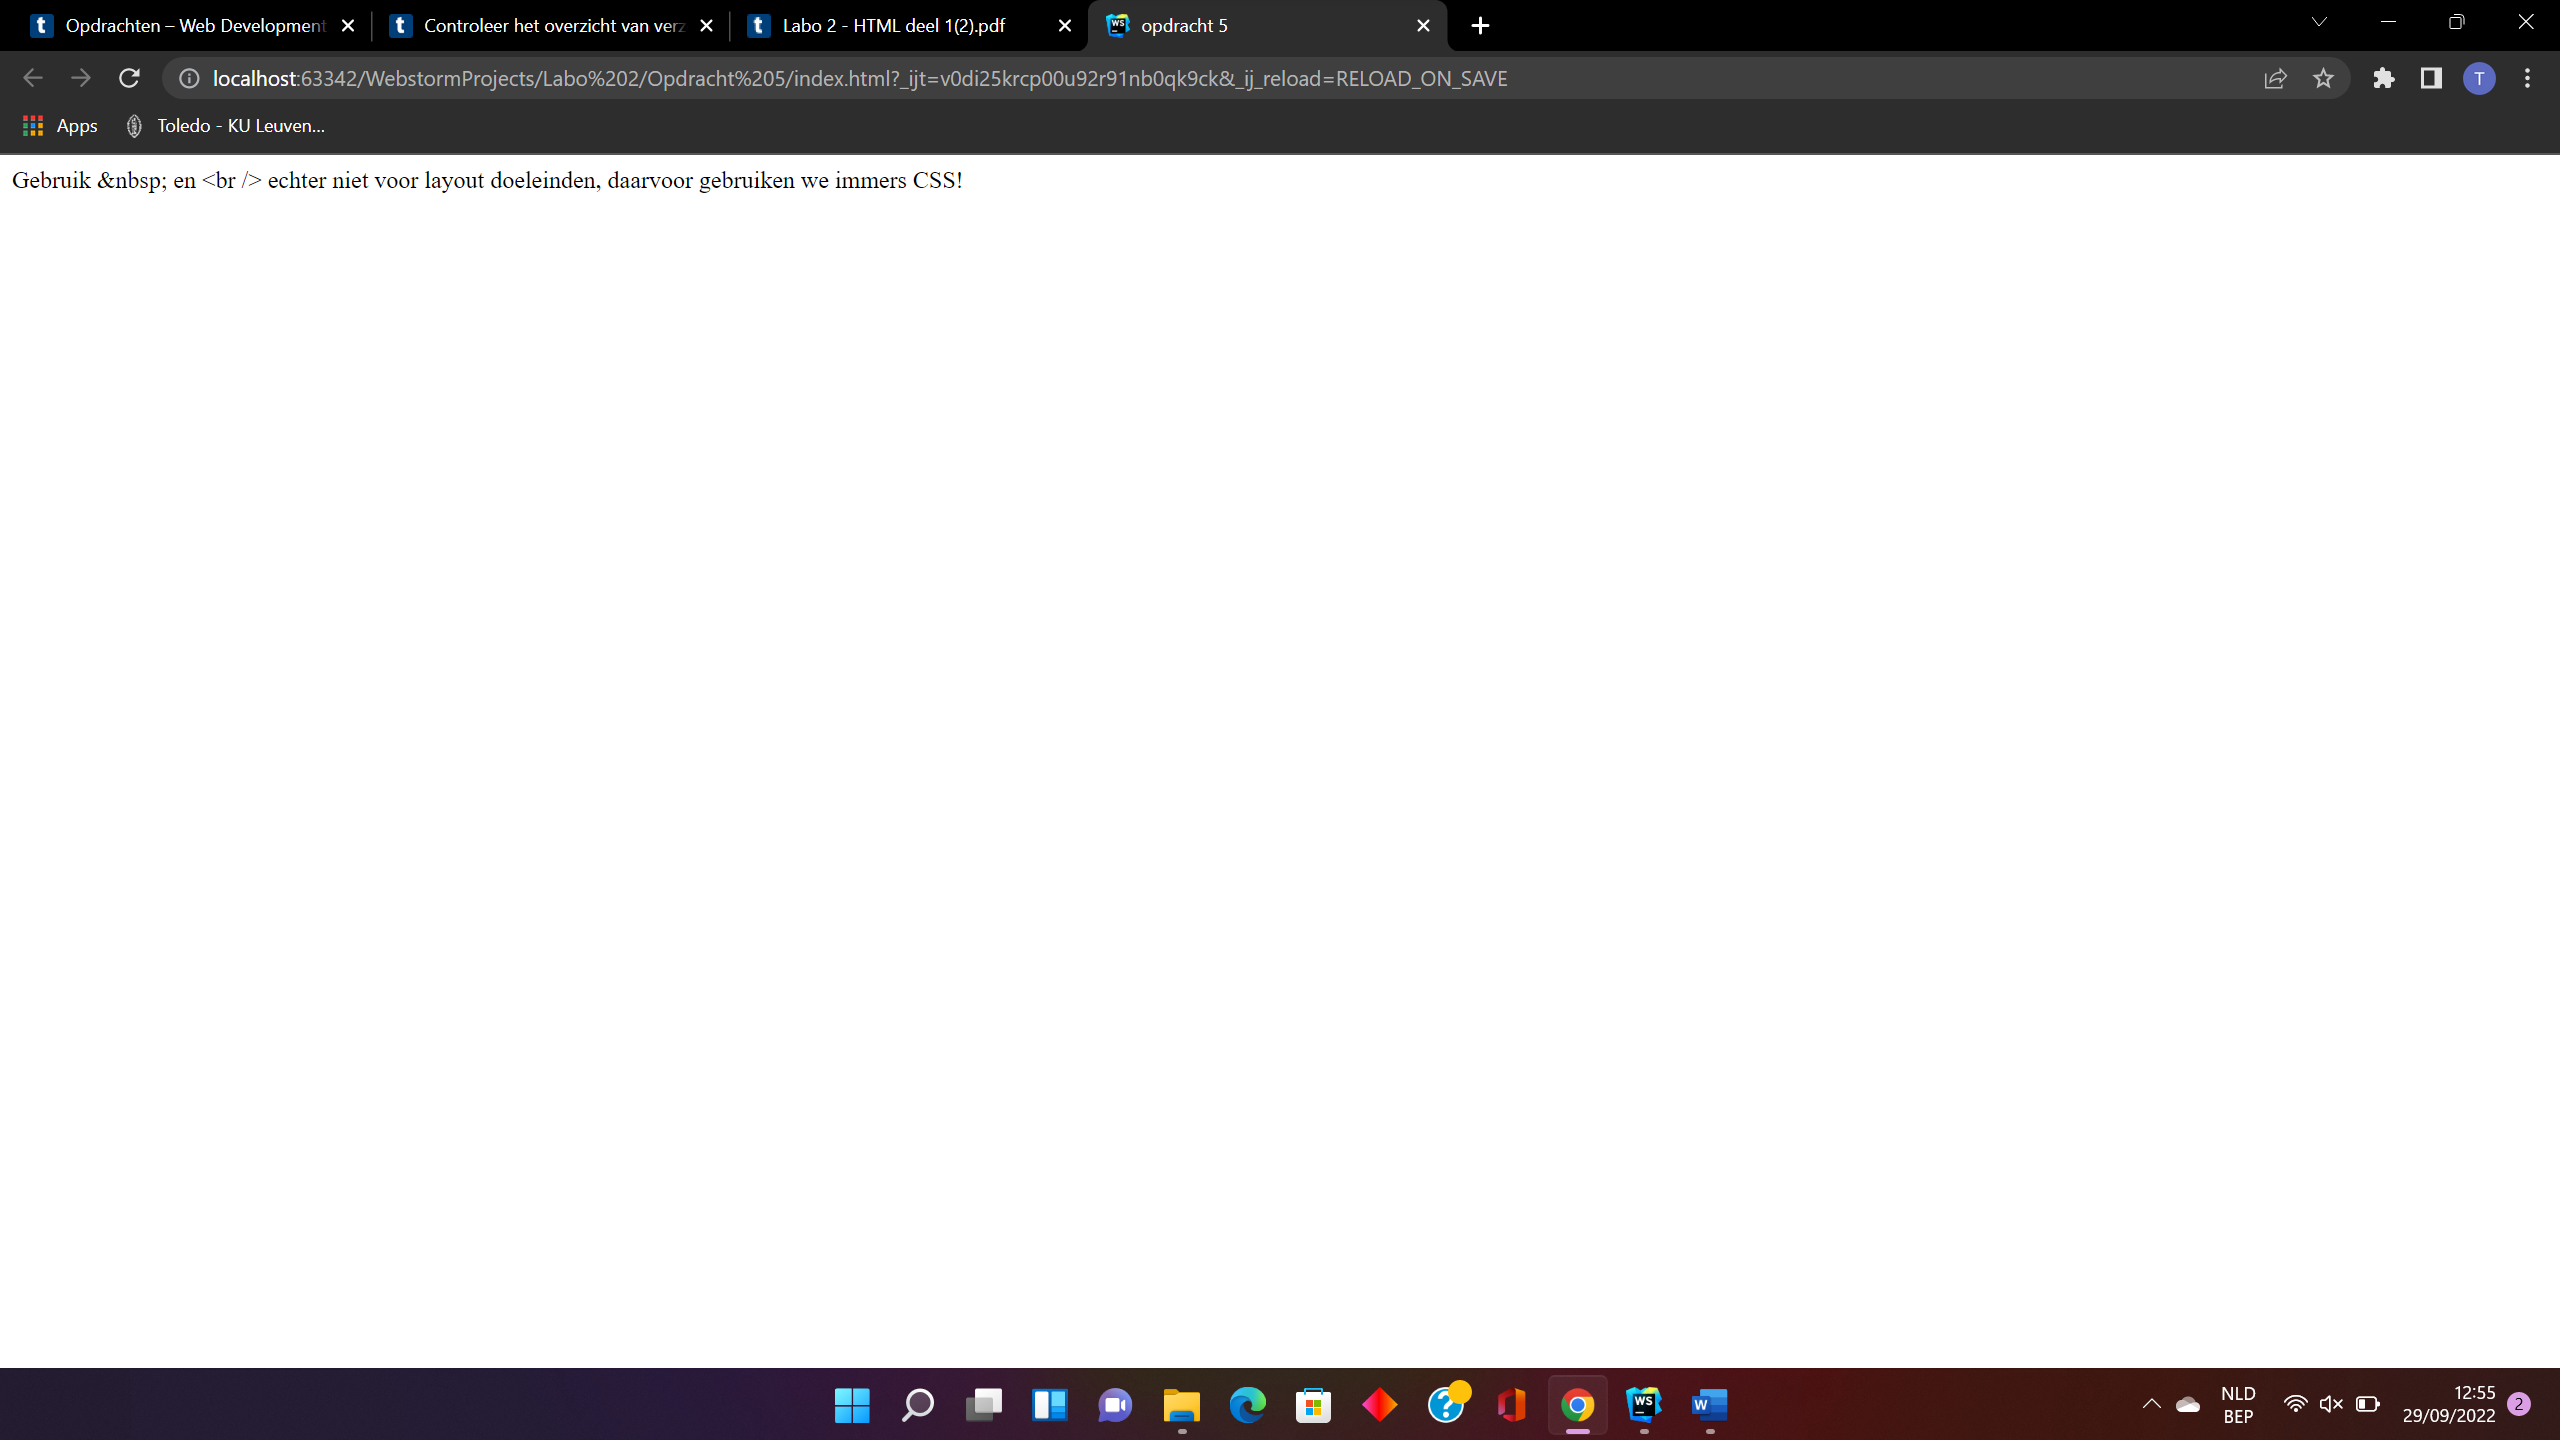 Opdrachten – Web Development
Controleer het overzicht van verz
Labo 2 - HTML deel 1(2).pdf
WS
opdracht 5
localhost:63342/WebstormProjects/Labo%202/Opdracht%205/index.html?_ijt=v0di25krcp00u92r91nb0qk9ck&_ij_reload=RELOAD_ON_SAVE
T
Apps
Toledo - KU Leuven...
Gebruik &nbsp; en <br /> echter niet voor layout doeleinden, daarvoor gebruiken we immers CSS!
WS
W
NLD
BEP
12:55
29/09/2022
2